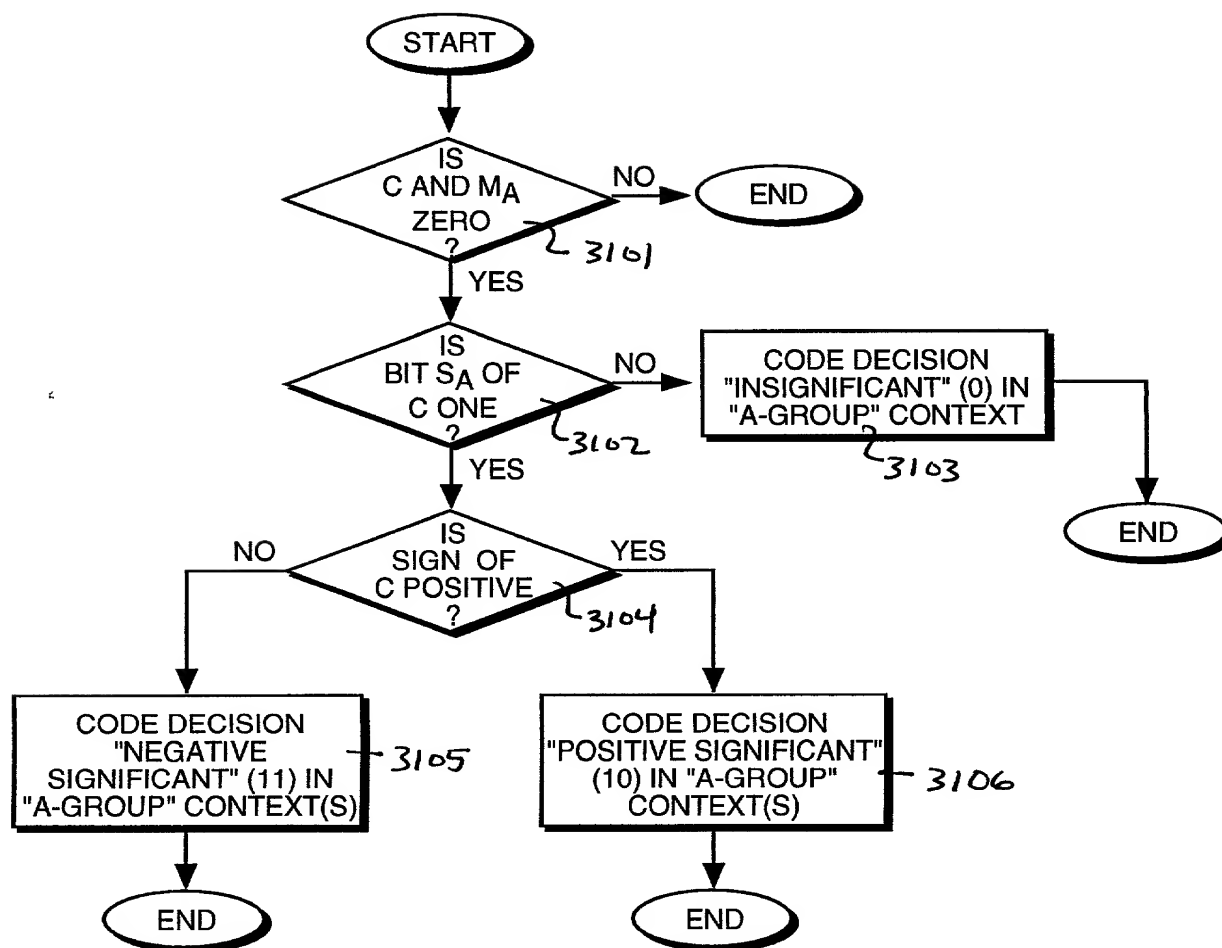 START
IS
C AND MA
ZERO
?
NO
END
3101
YES
IS
BIT SA OF
C ONE
?
NO
CODE DECISION
"INSIGNIFICANT" (0) IN
"A-GROUP" CONTEXT
3102
3103
YES
END
IS
SIGN OF
C POSITIVE
?
NO
YES
3104
CODE DECISION
"NEGATIVE
SIGNIFICANT" (11) IN
"A-GROUP" CONTEXT(S)
3105
CODE DECISION
"POSITIVE SIGNIFICANT"
(10) IN "A-GROUP"
CONTEXT(S)
3106
END
END